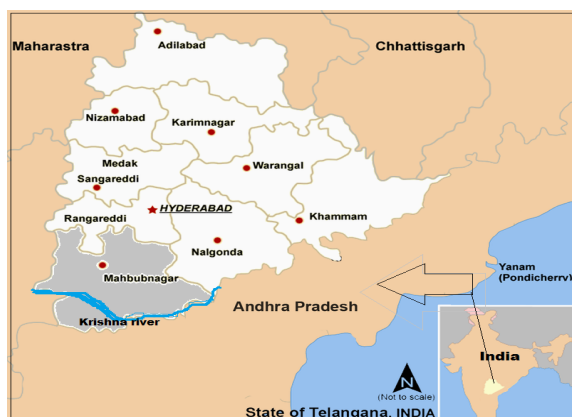 Maharastra
Adilabad
Chhattisgarh
Nizamabad
Karimnagar
Medak
Warangal
Sangareddi
Rangareddi
HYDERABAD
Khammam
Nalgonda
Mahbubnagar
Yanam
(Pondicherry)
Andhra Pradesh
Krishna river
India
N
(Not to scale)
State of Telangana, INDIA